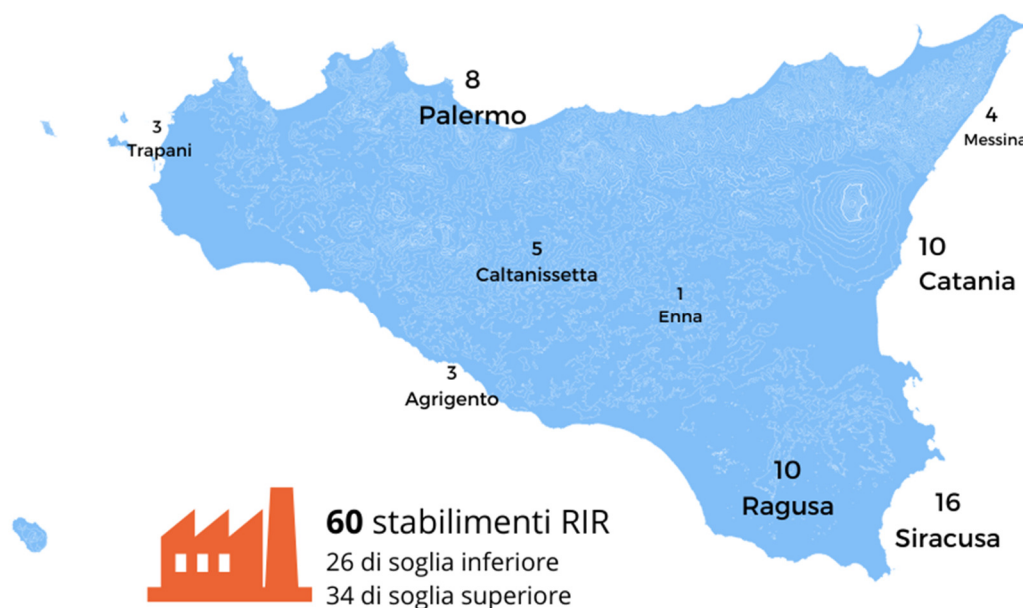 8
Palermo
3
Trapani
4
Messina
10
Catania
5
Caltanissetta
1
Enna
3
Agrigento
10
Ragusa
16
Siracusa
60 stabilimenti RIR
26 di soglia inferiore
34 di soglia superiore